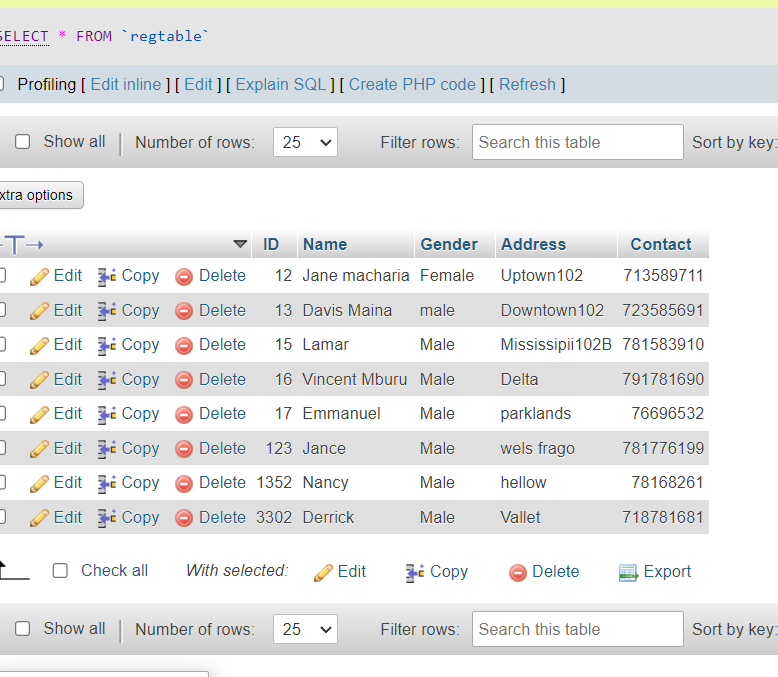 SELECT * FROM `regtable`
Profiling [ Edit inline ] [ Edit ] [ Explain SQL ] [ Create PHP code ] [ Refresh ]
Show all Number of rows: 25 Filter rows: Search this table Sort by key:
xtra options
ID Name Gender Address Contact
Edit Copy Delete 12 Jane macharia Female Uptown102 713589711
Edit Copy Delete 13 Davis Maina male Downtown102 723585691
Edit Copy Delete 15 Lamar Male Mississipii102B 781583910
Edit Copy Delete 16 Vincent Mburu Male Delta 791781690
Edit Copy Delete 17 Emmanuel Male parklands 76696532
Edit Copy Delete 123 Jance Male wels frago 781776199
Edit Copy Delete 1352 Nancy Male hellow 78168261
Edit Copy Delete 3302 Derrick Male Vallet 718781681
Check all With selected: Edit Copy Delete Export
Show all Number of rows: 25 Filter rows: Search this table Sort by key: